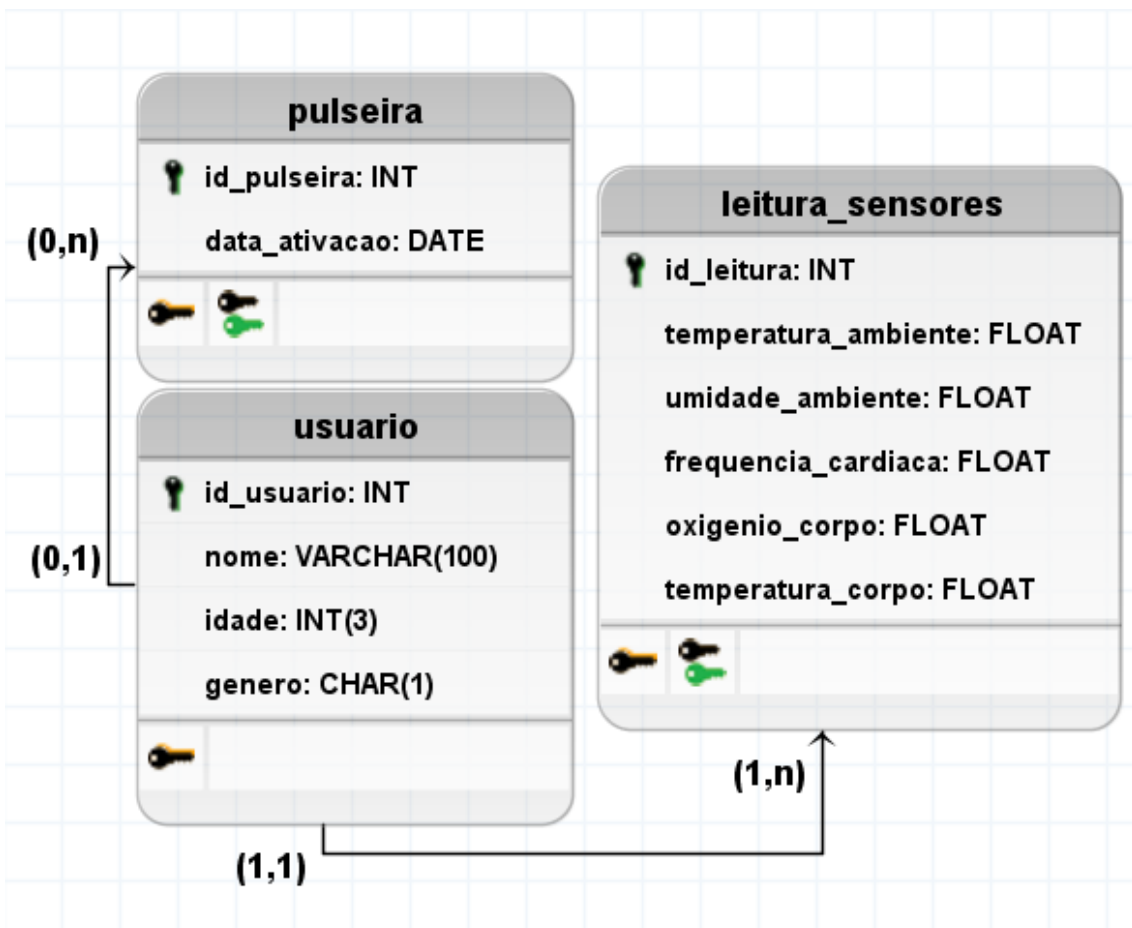 pulseira
id_pulseira: INT
data_ativacao: DATE
(0,n)
usuario
id_usuario: INT
nome: VARCHAR(100)
idade: INT(3)
genero: CHAR(1)
(0,1)
(1,1)
leitura_sensores
id_leitura: INT
temperatura_ambiente: FLOAT
umidade_ambiente: FLOAT
frequencia_cardiaca: FLOAT
oxigenio_corpo: FLOAT
temperatura_corpo: FLOAT
(1,n)